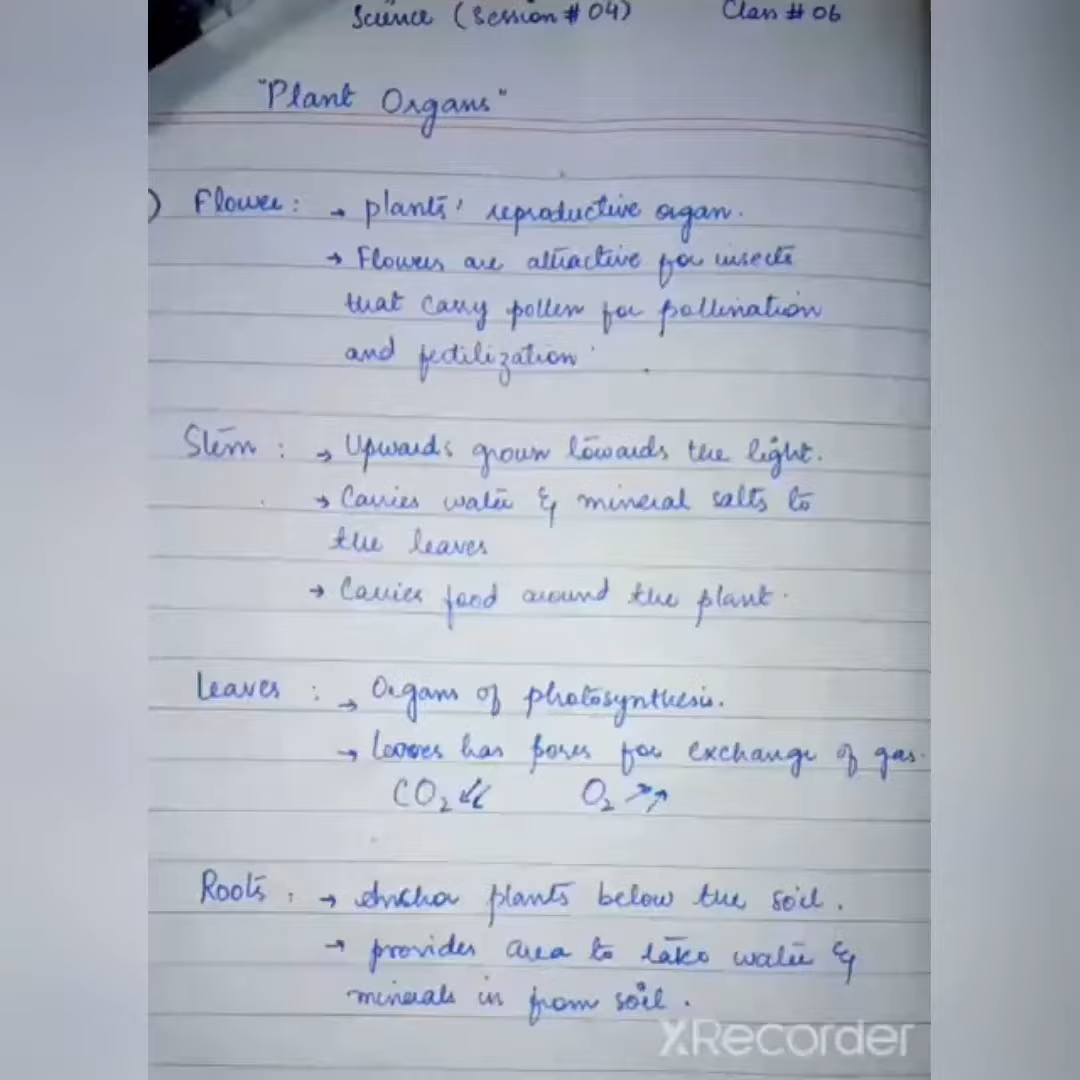 Science (Session # 04) Class # 06
"Plant Organs"
) Flower : → plants' reproductive organ.
→ Flowers are attractive for insects
that carry pollen for pollination
and fertilization
Stem : → Upwards grown towards the light.
→ Carries water & mineral salts to
the leaves
→ Carries food around the plant.
Leaves : → Organs of photosynthesis.
→ leaves has pores for exchange of gas.
CO₂ ↙↙ O₂ ↗↗
Roots : → Anchor plants below the soil.
→ provides area to take water &
minerals in from soil.
XRecorder